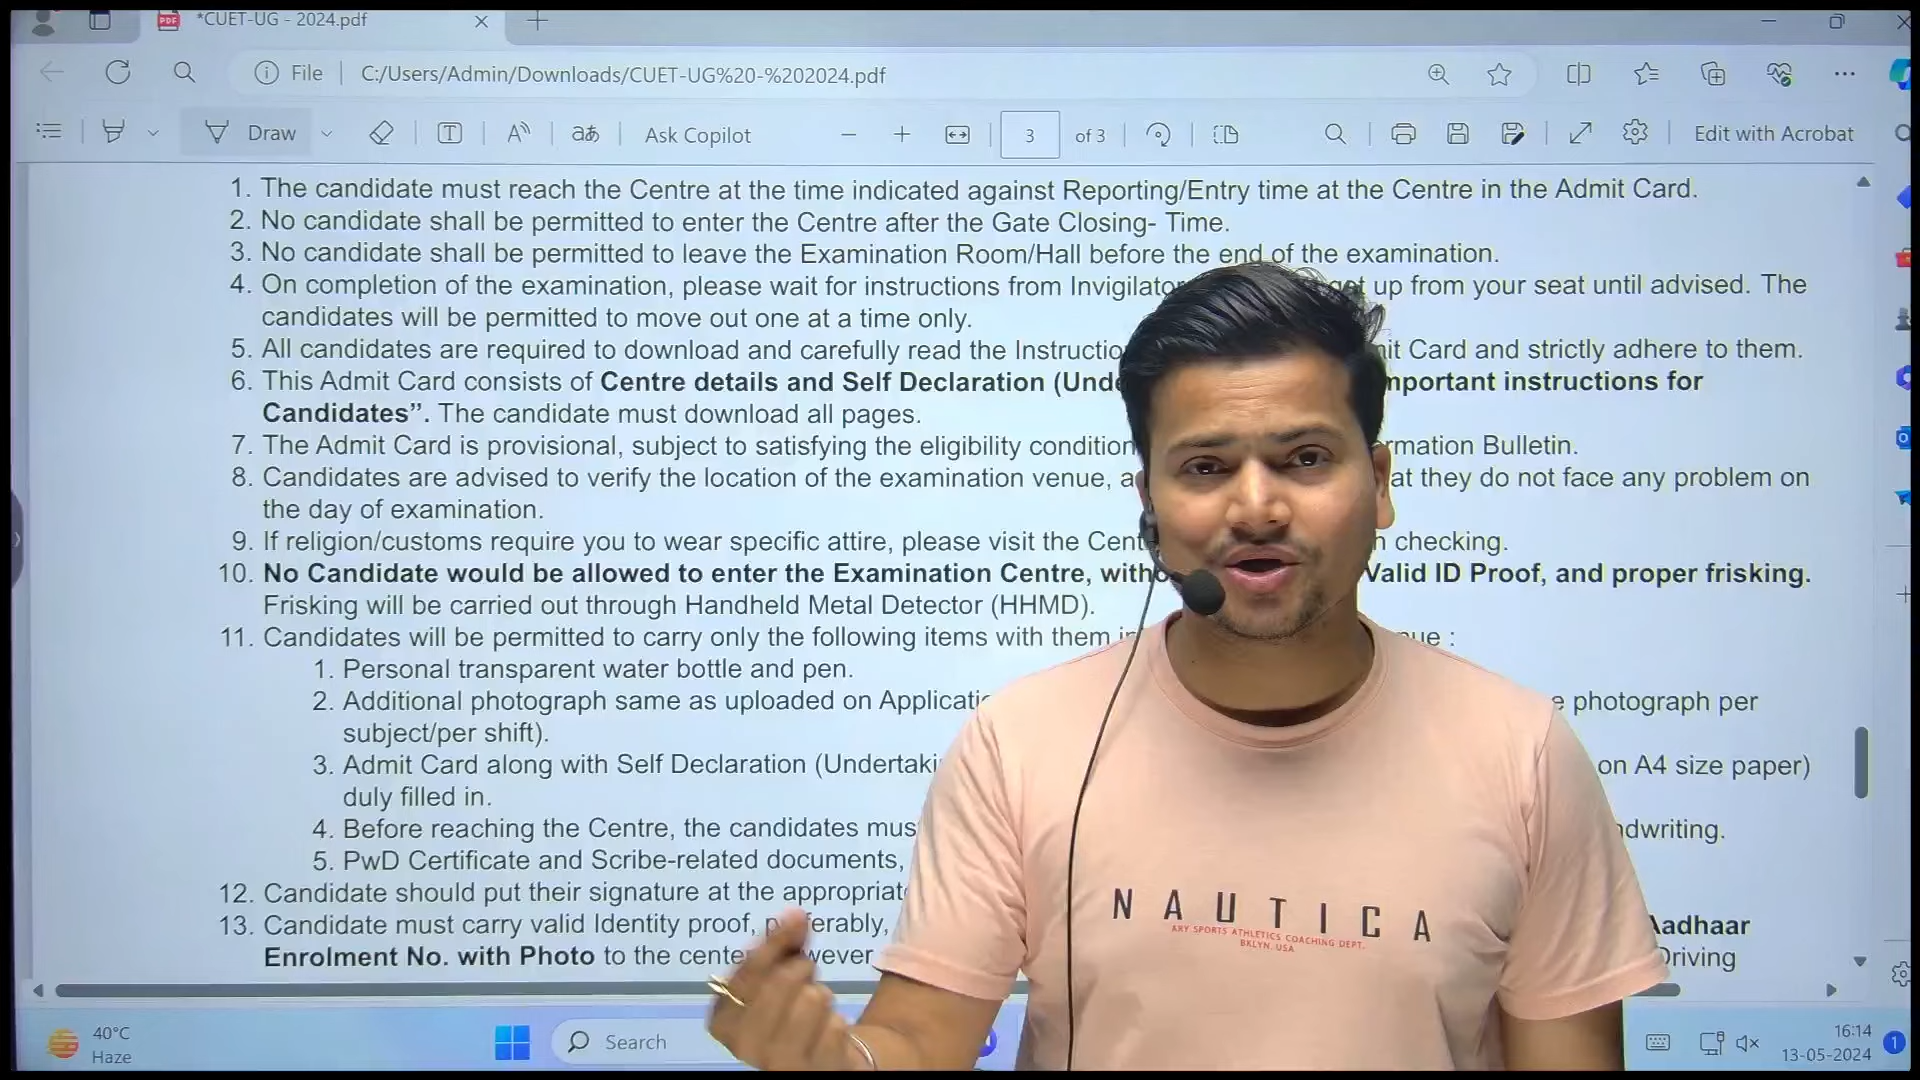 *CUET-UG - 2024.pdf
File
C:/Users/Admin/Downloads/CUET-UG%20-%202024.pdf
Draw
Ask Copilot
3 of 3
Edit with Acrobat
1. The candidate must reach the Centre at the time indicated against Reporting/Entry time at the Centre in the Admit Card.
2. No candidate shall be permitted to enter the Centre after the Gate Closing- Time.
3. No candidate shall be permitted to leave the Examination Room/Hall before the end of the examination.
4. On completion of the examination, please wait for instructions from up from your seat until advised. The
candidates will be permitted to move out one at a time only.
5. All candidates are required to download and carefully read the Card and strictly adhere to them.
6. This Admit Card consists of Centre details and Self Declaration instructions for
Candidates”. The candidate must download all pages.
7. The Admit Card is provisional, subject to satisfying the eligibility Bulletin.
8. Candidates are advised to verify the location of the examination venue, they do not face any problem on
the day of examination.
9. If religion/customs require you to wear specific attire, please visit the checking.
10. No Candidate would be allowed to enter the Examination Centre, Valid ID Proof, and proper frisking.
Frisking will be carried out through Handheld Metal Detector (HHMD).
11. Candidates will be permitted to carry only the following items with them :
1. Personal transparent water bottle and pen.
2. Additional photograph same as uploaded on photograph per
subject/per shift).
3. Admit Card along with Self Declaration on A4 size paper)
duly filled in.
4. Before reaching the Centre, the candidates
5. PwD Certificate and Scribe-related documents,
12. Candidate should put their signature at the
13. Candidate must carry valid Identity proof, Aadhaar
Enrolment No. with Photo to the Driving
NAUTICA
ARY SPORTS ATHLETICS COACHING DEPT.
BKLYN. USA
40°C
Haze
Search
16:14
13-05-2024
1